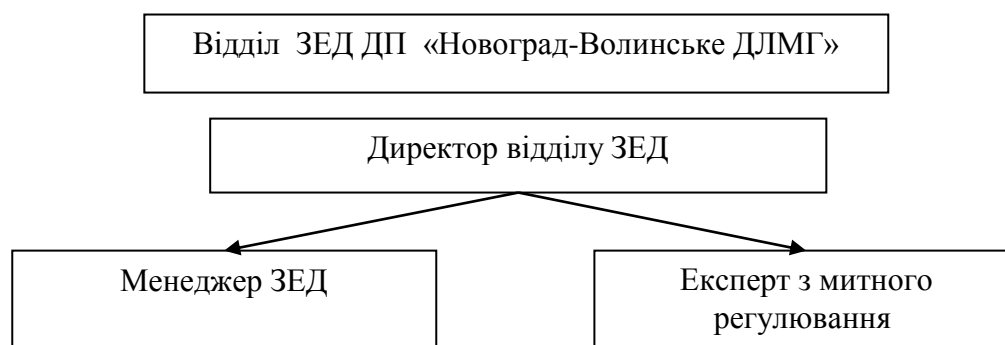 Відділ ЗЕД ДП «Новоград-Волинське ДЛМГ»
Директор відділу ЗЕД
Менеджер ЗЕД
Експерт з митного
регулювання